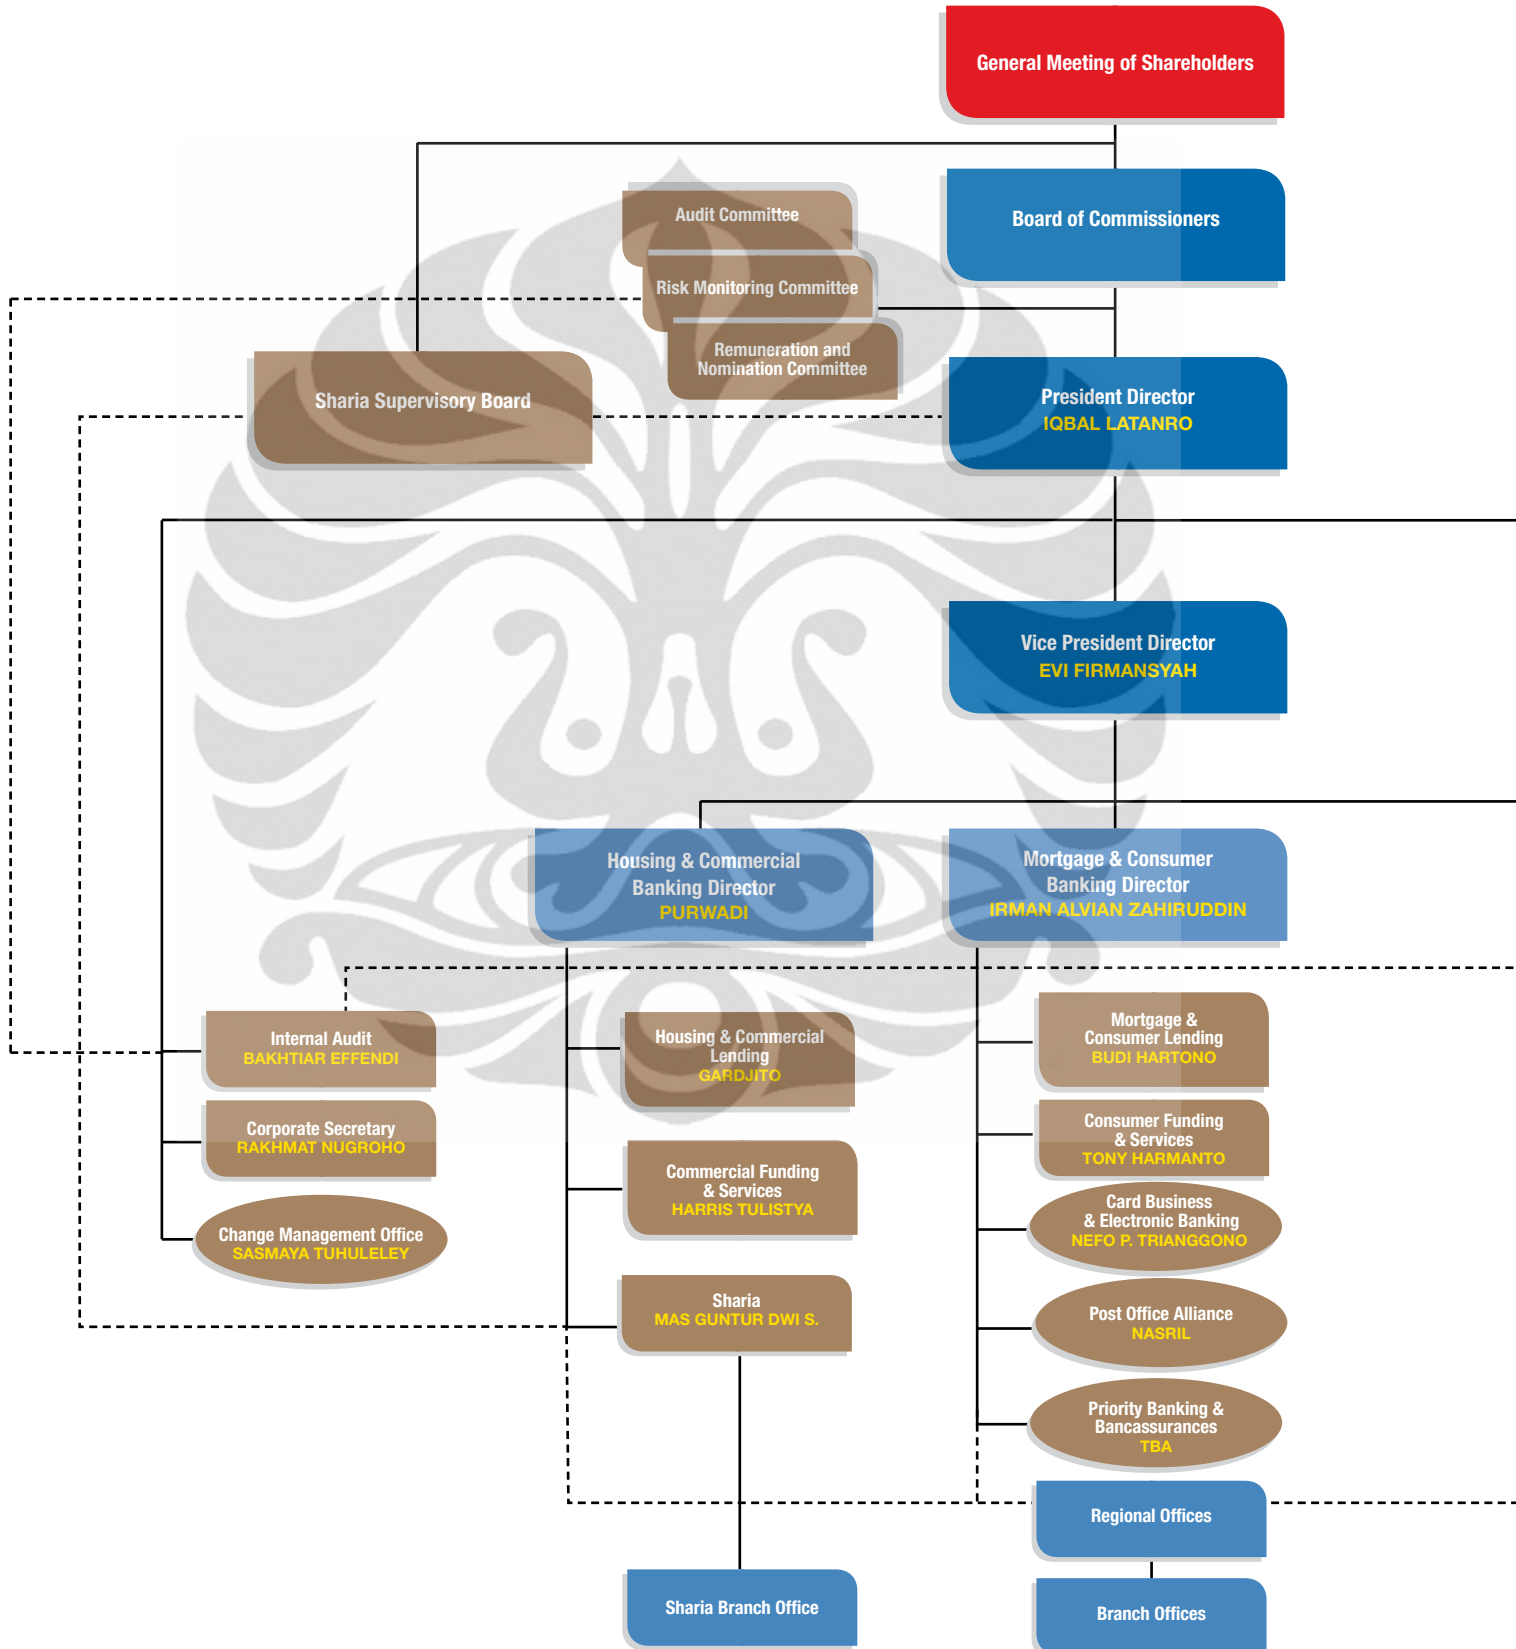 General Meeting of Shareholders
Board of Commissioners
Audit Committee
Risk Monitoring Committee
Remuneration and
Nomination Committee
Sharia Supervisory Board
President Director
IQBAL LATANRO
Vice President Director
EVI FIRMANSYAH
Housing & Commercial
Banking Director
PURWADI
Mortgage & Consumer
Banking Director
IRMAN ALVIAN ZAHIRUDDIN
Internal Audit
BAKHTIAR EFFENDI
Corporate Secretary
RAKHMAT NUGROHO
Change Management Office
SASMAYA TUHULELEY
Housing & Commercial
Lending
GARDJITO
Commercial Funding
& Services
HARRIS TULISTYA
Sharia
MAS GUNTUR DWI S.
Sharia Branch Office
Mortgage &
Consumer Lending
BUDI HARTONO
Consumer Funding
& Services
TONY HARMANTO
Card Business
& Electronic Banking
NEFO P. TRIANGGONO
Post Office Alliance
NASRIL
Priority Banking &
Bancassurances
TBA
Regional Offices
Branch Offices